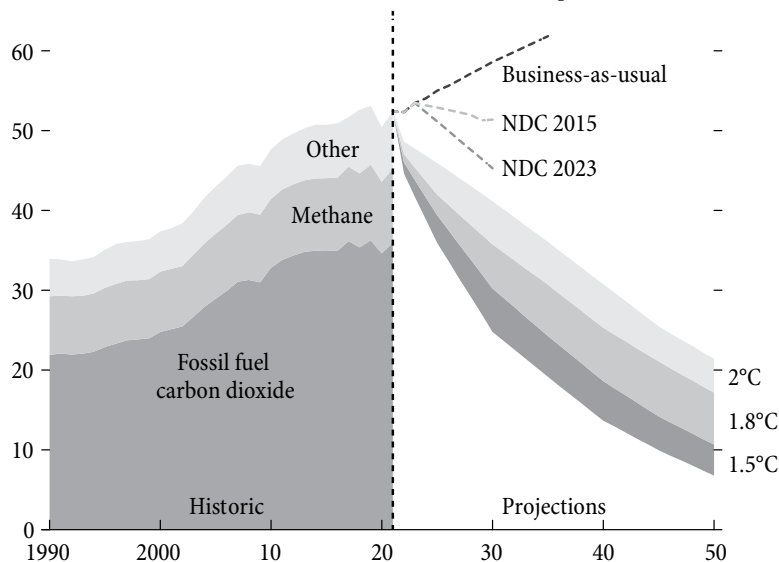 60
50
40
30
20
10
0
Business-as-usual
NDC 2015
NDC 2023
Other
Methane
Fossil fuel
carbon dioxide
2°C
1.8°C
1.5°C
Historic
Projections
1990 2000 10 20 30 40 50